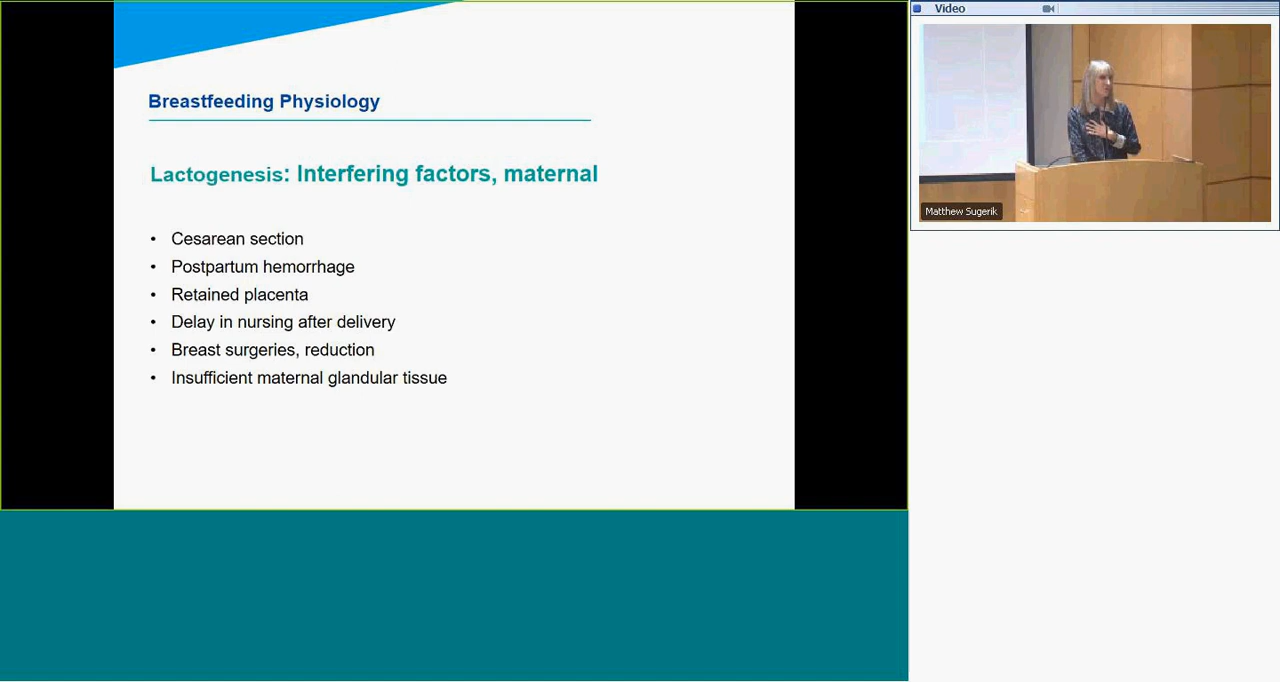 Breastfeeding Physiology
Lactogenesis: Interfering factors, maternal
• Cesarean section
• Postpartum hemorrhage
• Retained placenta
• Delay in nursing after delivery
• Breast surgeries, reduction
• Insufficient maternal glandular tissue
Video
Matthew Sugerik